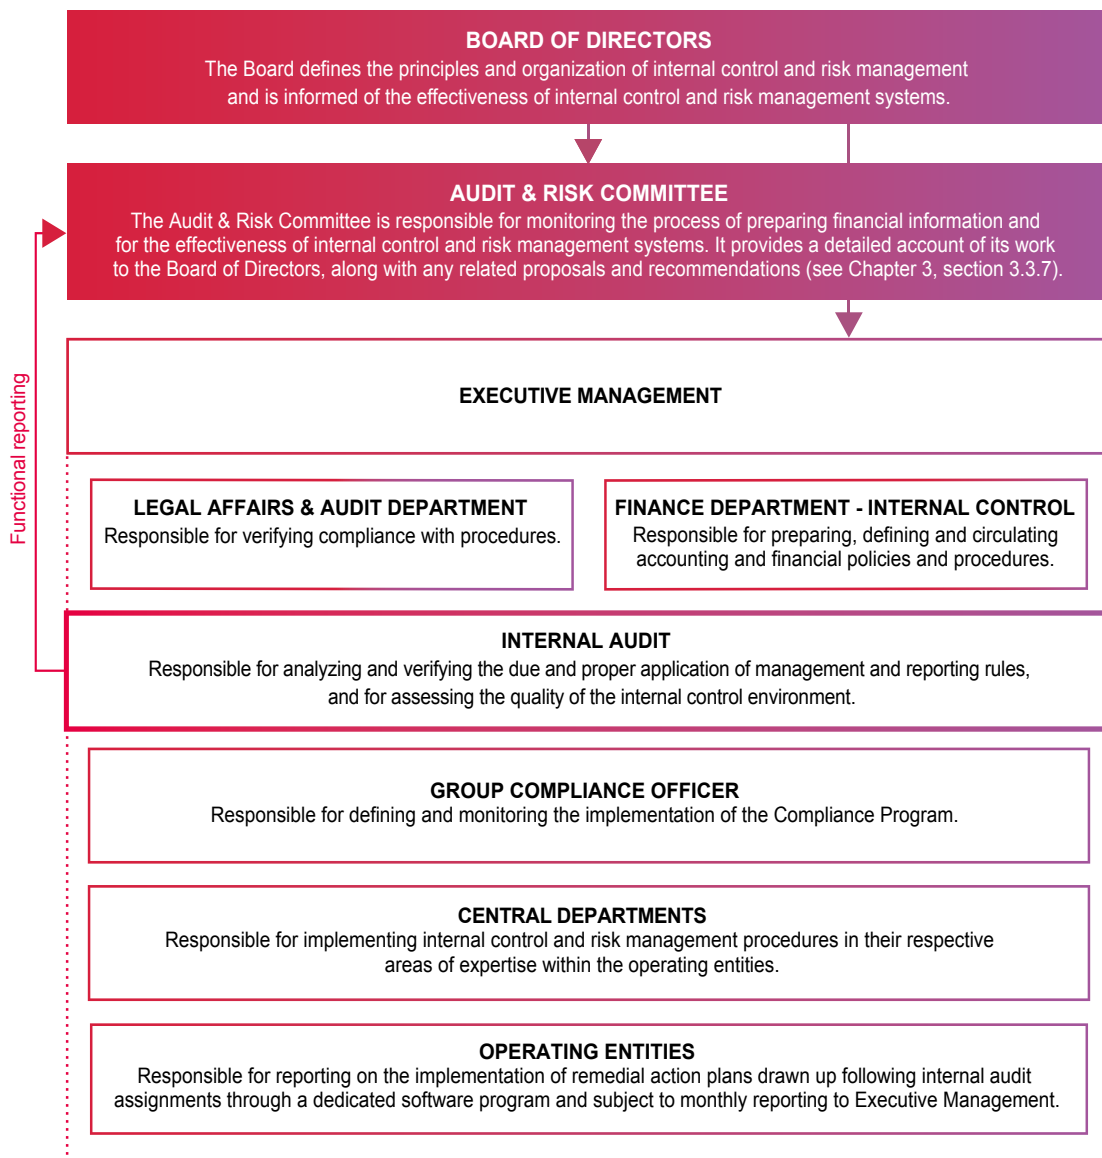 BOARD OF DIRECTORS
The Board defines the principles and organization of internal control and risk management
and is informed of the effectiveness of internal control and risk management systems.
AUDIT & RISK COMMITTEE
The Audit & Risk Committee is responsible for monitoring the process of preparing financial information and
for the effectiveness of internal control and risk management systems. It provides a detailed account of its work
to the Board of Directors, along with any related proposals and recommendations (see Chapter 3, section 3.3.7).
Functional reporting
EXECUTIVE MANAGEMENT
LEGAL AFFAIRS & AUDIT DEPARTMENT
Responsible for verifying compliance with procedures.
FINANCE DEPARTMENT - INTERNAL CONTROL
Responsible for preparing, defining and circulating
accounting and financial policies and procedures.
INTERNAL AUDIT
Responsible for analyzing and verifying the due and proper application of management and reporting rules,
and for assessing the quality of the internal control environment.
GROUP COMPLIANCE OFFICER
Responsible for defining and monitoring the implementation of the Compliance Program.
CENTRAL DEPARTMENTS
Responsible for implementing internal control and risk management procedures in their respective
areas of expertise within the operating entities.
OPERATING ENTITIES
Responsible for reporting on the implementation of remedial action plans drawn up following internal audit
assignments through a dedicated software program and subject to monthly reporting to Executive Management.